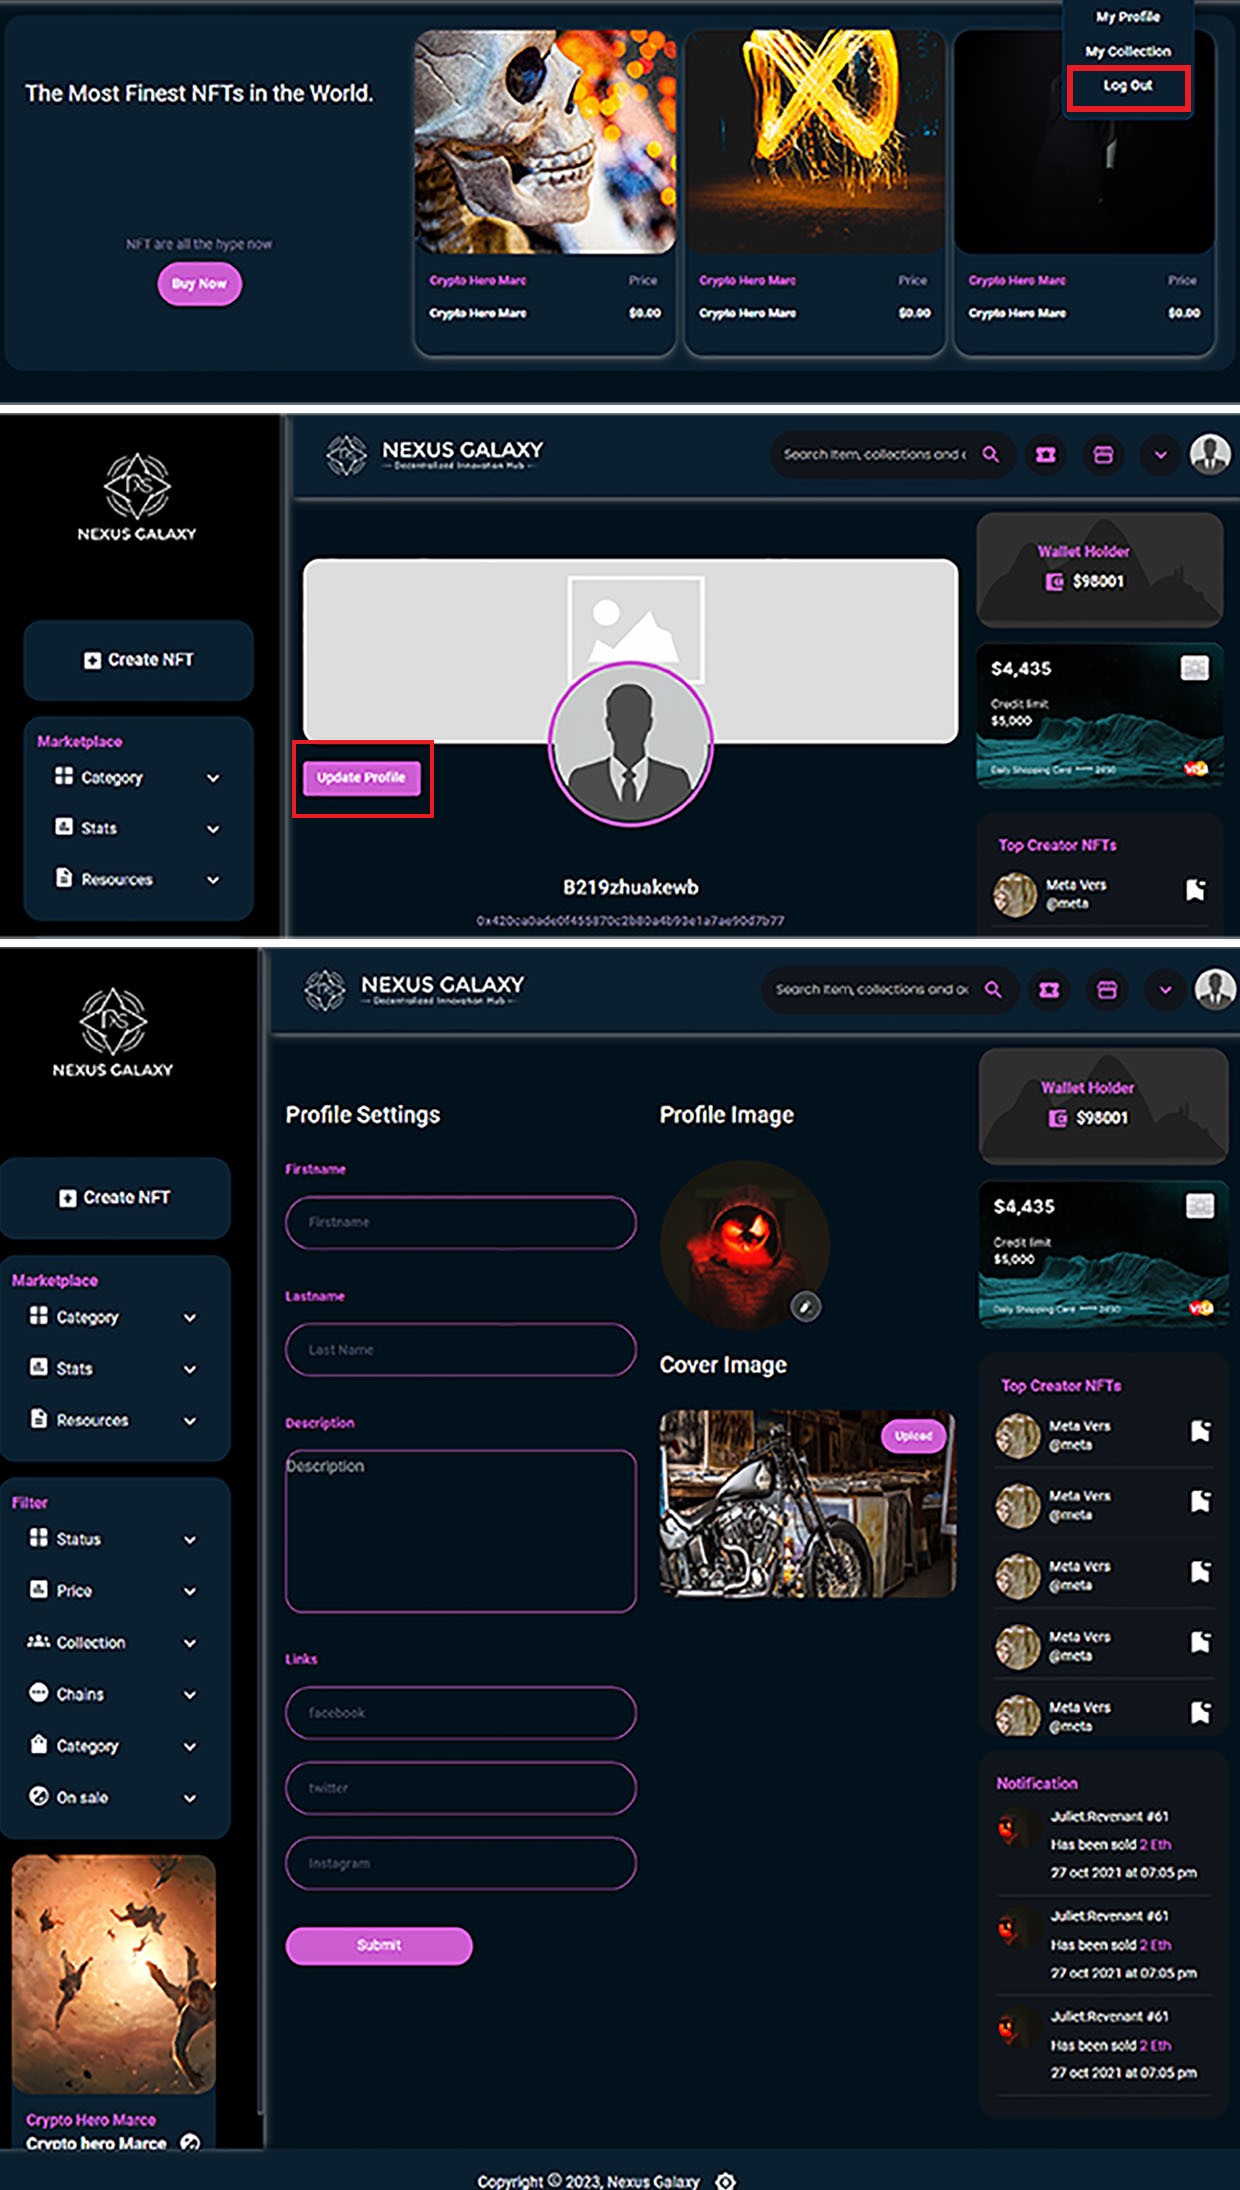 My Profile
My Collection
Log Out
The Most Finest NFTs in the World.
NFT are all the hype now
Buy Now
Crypto Hero Marc Price
Crypto Hero Marc $0.00
Crypto Hero Marc Price
Crypto Hero Marc $0.00
Crypto Hero Marc Price
Crypto Hero Marc $0.00
NEXUS GALAXY
Decentralized Innovation Hub
Search Item, collections and
NEXUS GALAXY
Create NFT
Marketplace
Category
Stats
Resources
Update Profile
B219zhuakewb
Wallet Holder
$98001
$4,435
Credit limit
$5,000
Daily Shopping Card
VISA
Top Creator NFTs
Meta Vers
@meta
NEXUS GALAXY
Decentralized Innovation Hub
Search Item, collections and
NEXUS GALAXY
Create NFT
Marketplace
Category
Stats
Resources
Filter
Status
Price
Collection
Chains
Category
On sale
Crypto Hero Marce
Crypto hero Marce
Profile Settings
Firstname
Firstname
Lastname
Last Name
Description
Description
Links
facebook
twitter
Instagram
Submit
Profile Image
Cover Image
Upload
Wallet Holder
$98001
$4,435
Credit limit
$5,000
Daily Shopping Card
VISA
Top Creator NFTs
Meta Vers
@meta
Meta Vers
@meta
Meta Vers
@meta
Meta Vers
@meta
Meta Vers
@meta
Notification
Juliet:Revenant #61
Has been sold 2 Eth
27 oct 2021 at 07:05 pm
Juliet:Revenant #61
Has been sold 2 Eth
27 oct 2021 at 07:05 pm
Juliet:Revenant #61
Has been sold 2 Eth
27 oct 2021 at 07:05 pm
Copyright © 2023, Nexus Galaxy